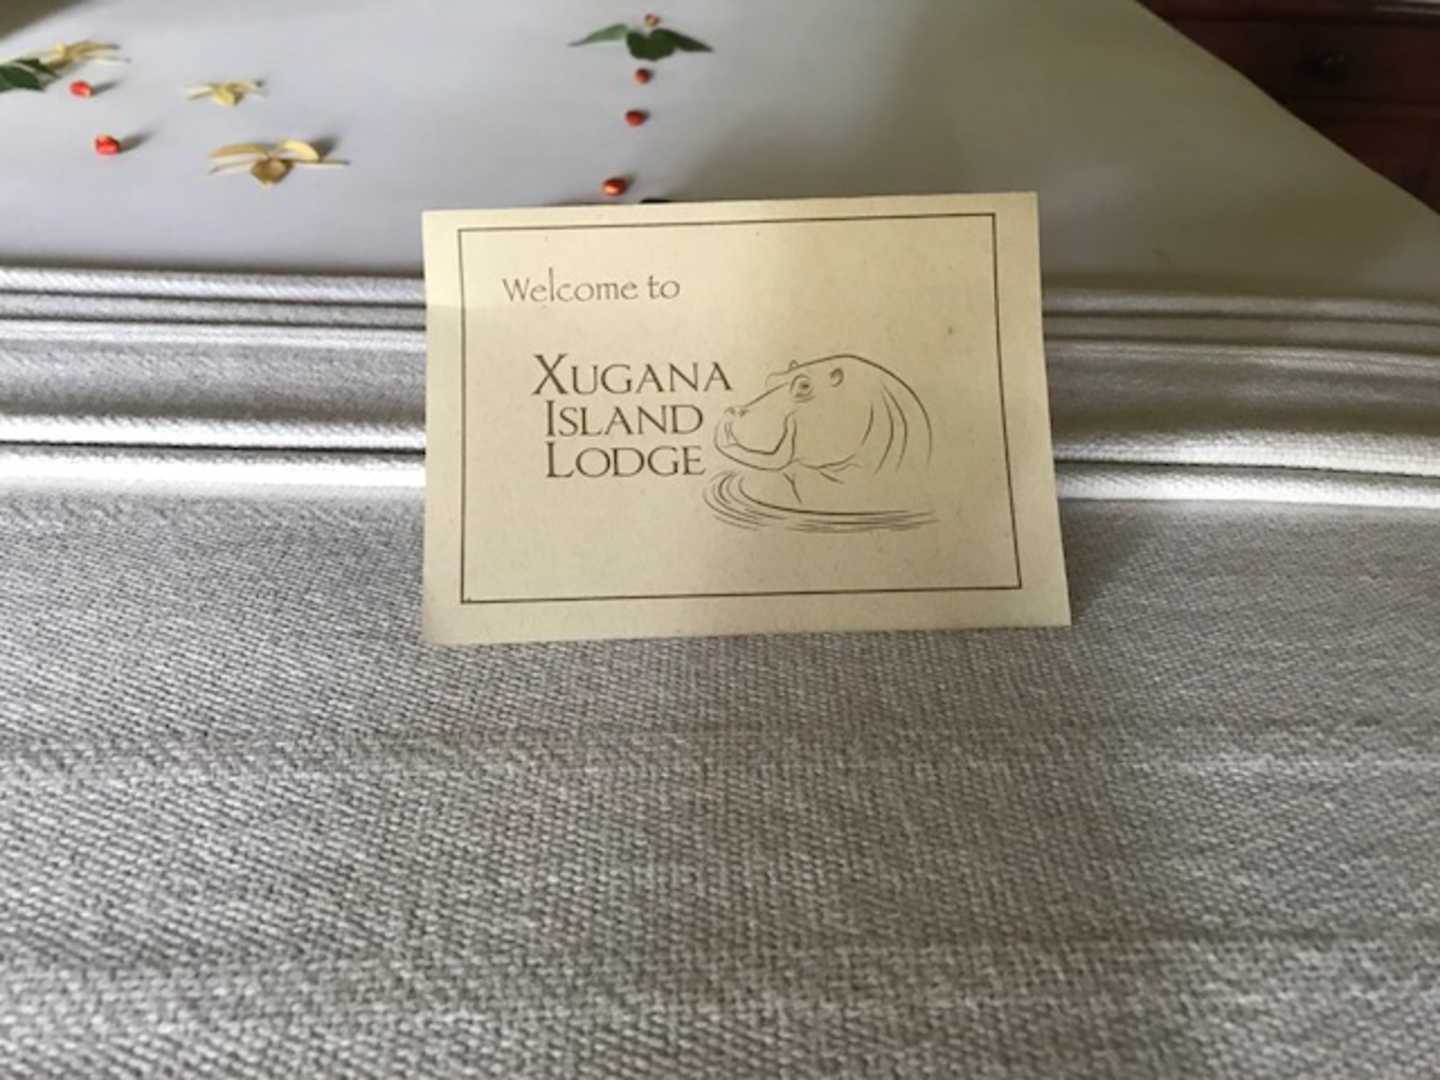 Welcome to
XUGANA
ISLAND
LODGE